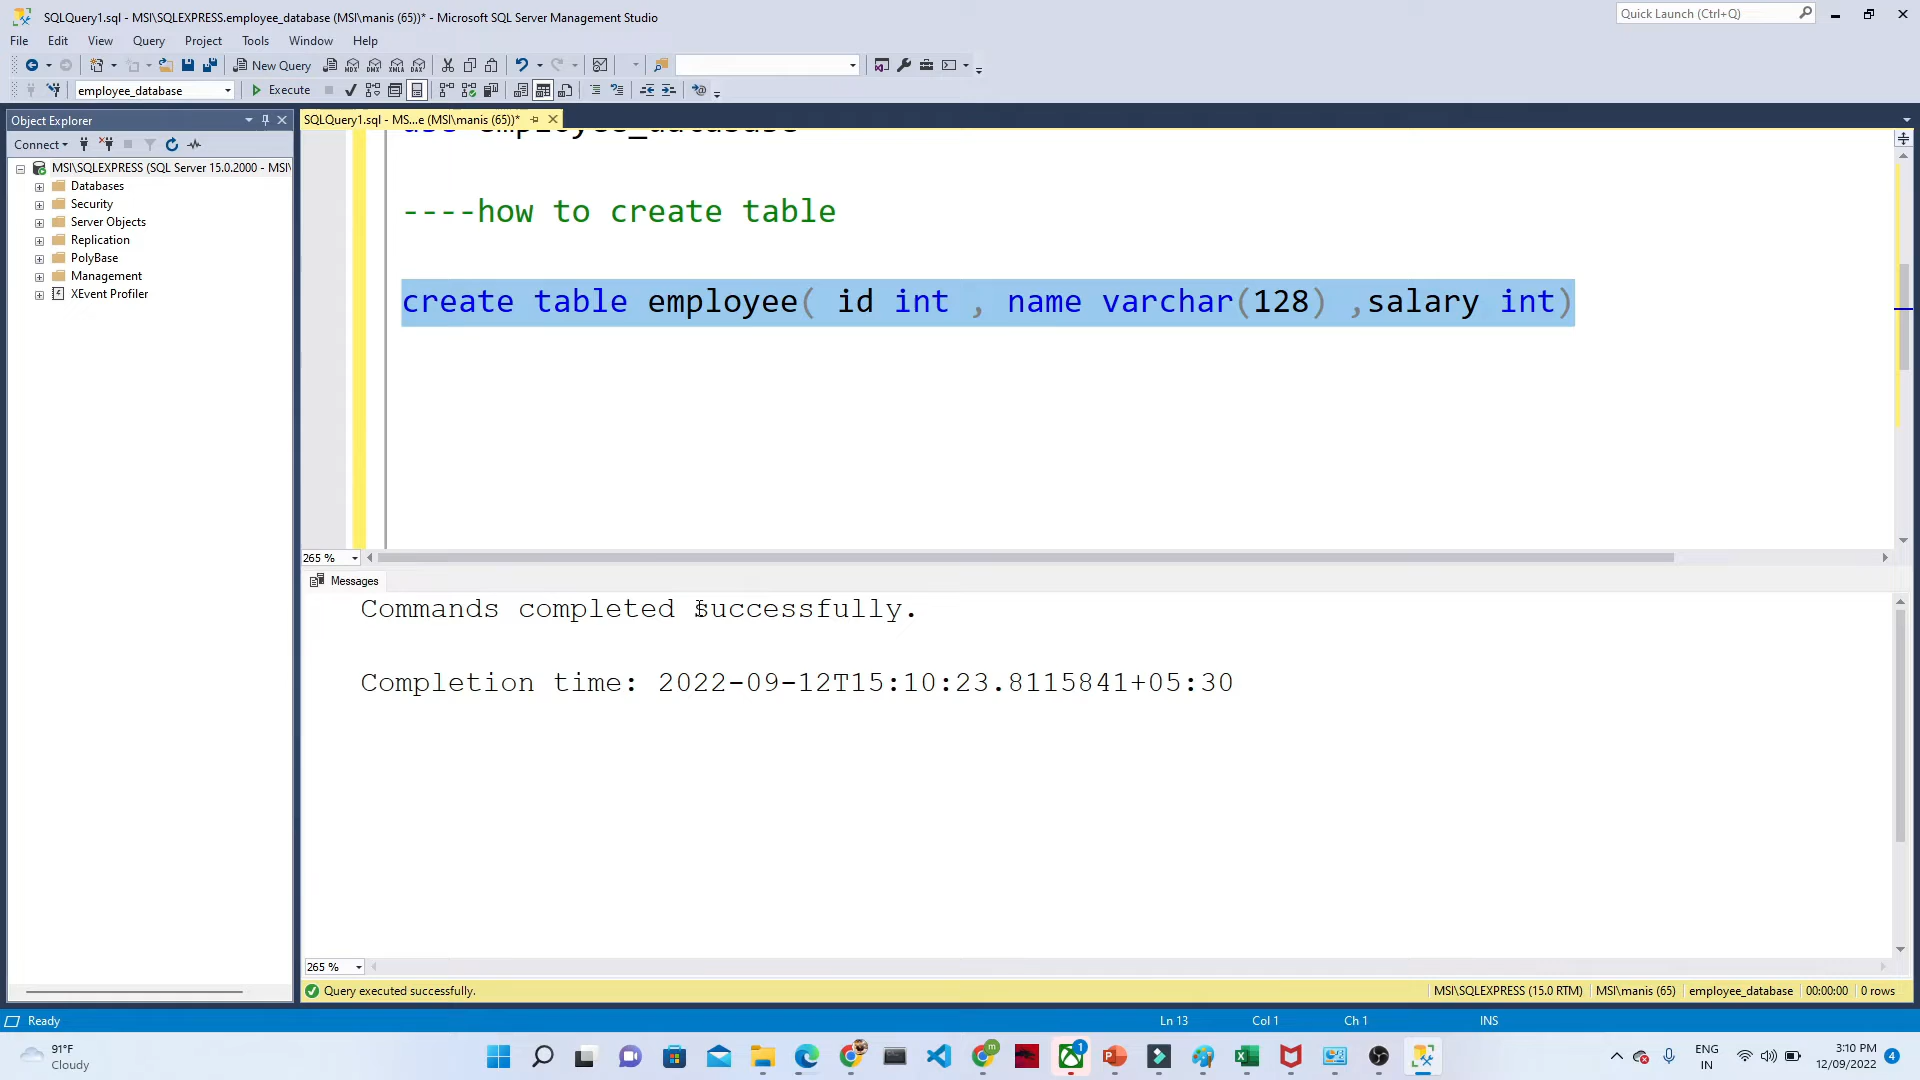 SQLQuery1.sql - MSI\SQLEXPRESS.employee_database (MSI\manis (65))* - Microsoft SQL Server Management Studio
Quick Launch (Ctrl+Q)
File Edit View Query Project Tools Window Help
New Query
employee_database
Execute
Object Explorer
Connect
MSI\SQLEXPRESS (SQL Server 15.0.2000 - MSI\
Databases
Security
Server Objects
Replication
PolyBase
Management
XEvent Profiler
SQLQuery1.sql - MS...e (MSI\manis (65))*
use employee_database
----how to create table
create table employee( id int , name varchar(128) ,salary int)
265 %
Messages
Commands completed successfully.
Completion time: 2022-09-12T15:10:23.8115841+05:30
265 %
Query executed successfully.
MSI\SQLEXPRESS (15.0 RTM) MSI\manis (65) employee_database 00:00:00 0 rows
Ready
Ln 13 Col 1 Ch 1 INS
91°F
Cloudy
ENG
IN
3:10 PM
12/09/2022
4